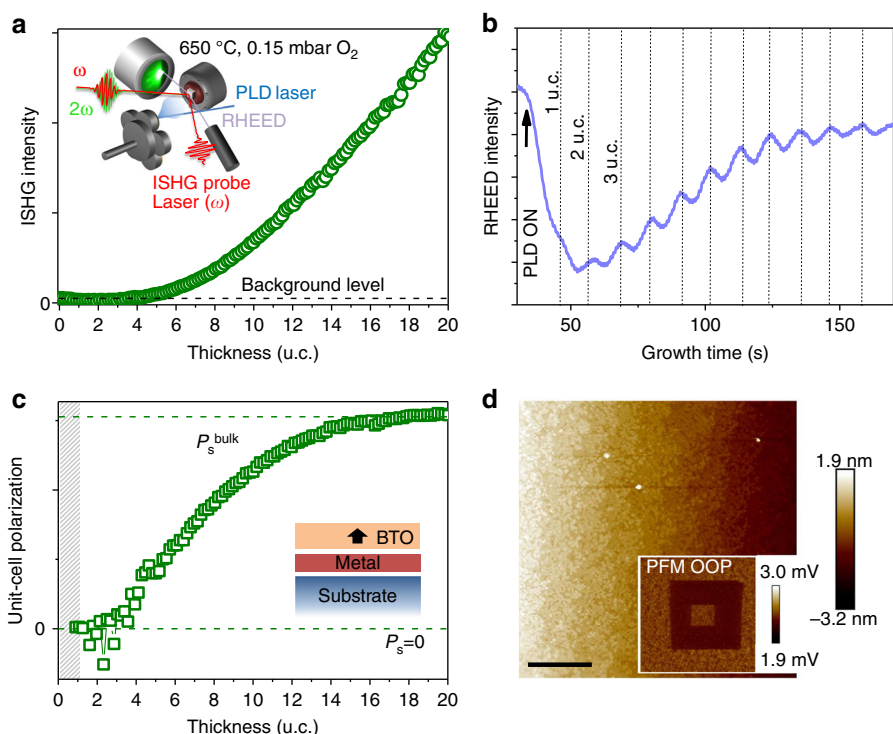 a
650 °C, 0.15 mbar O2
ω
2ω
PLD laser
RHEED
ISHG probe
Laser (ω)
Background level
ISHG intensity
0
0 2 4 6 8 10 12 14 16 18 20
Thickness (u.c.)
b
1 u.c.
2 u.c.
3 u.c.
PLD ON
RHEED intensity
50 100 150
Growth time (s)
c
Psbulk
BTO
Metal
Substrate
Ps=0
Unit-cell polarization
0
0 2 4 6 8 10 12 14 16 18 20
Thickness (u.c.)
d
1.9 nm
PFM OOP
3.0 mV
–3.2 nm
1.9 mV